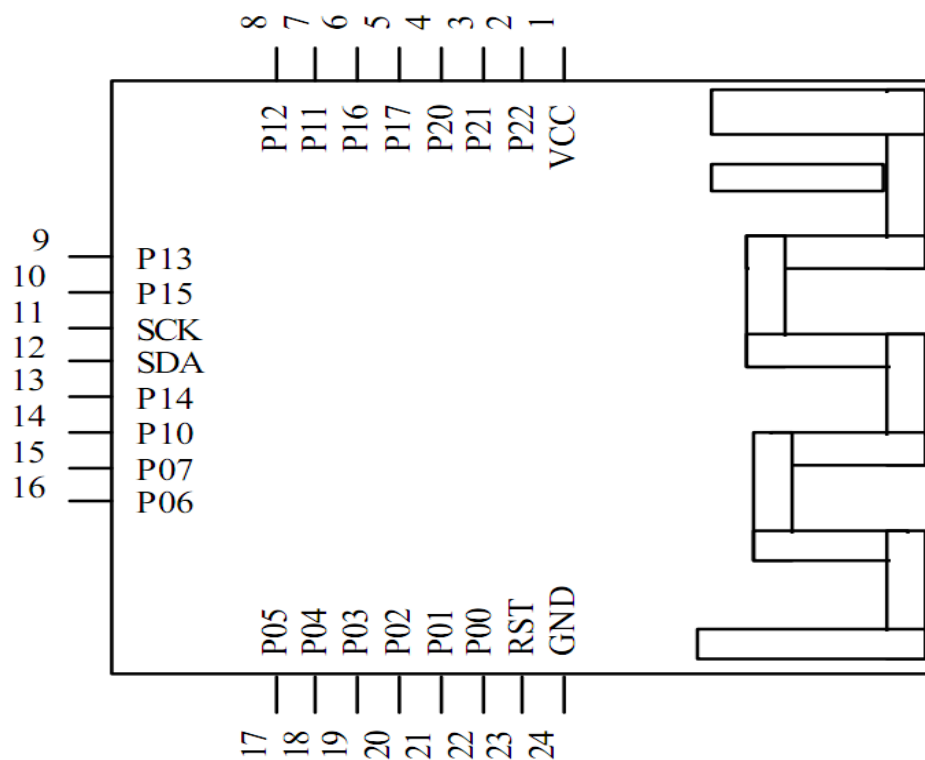 8 7 6 5 4 3 2 1
P12 P11 P16 P17 P20 P21 P22 VCC
9 P13
10 P15
11 SCK
12 SDA
13 P14
14 P10
15 P07
16 P06
P05 P04 P03 P02 P01 P00 RST GND
17 18 19 20 21 22 23 24